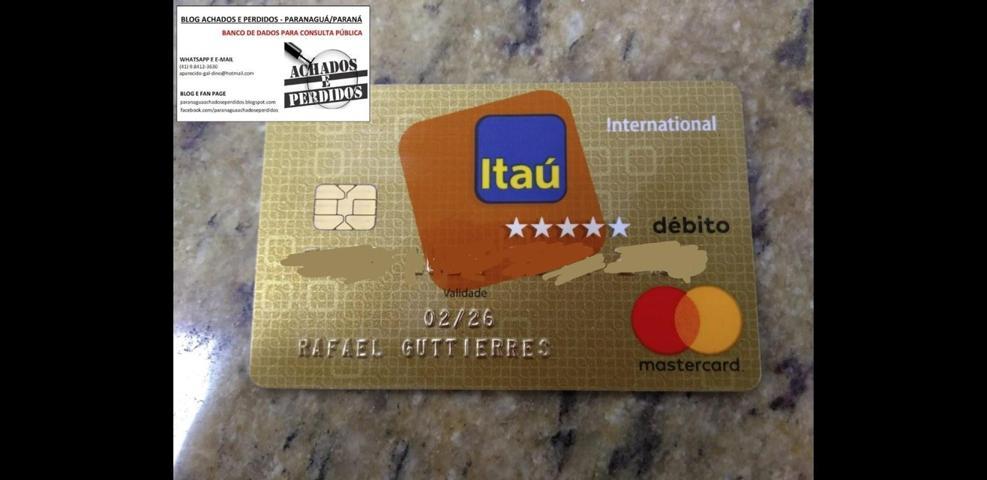 BLOG ACHADOS E PERDIDOS - PARANAGUÁ/PARANÁ
BANCO DE DADOS PARA CONSULTA PÚBLICA
WHATSAPP E E-MAIL
(41) 9.8412-3630
aparecido-gal-dino@hotmail.com
ACHADOS
E
PERDIDOS
BLOG E FAN PAGE
paranaguaachadoseperdidos.blogspot.com
facebook.com/paranaguaachadoseperdidos
International
Itaú
débito
Validade
02/26
RAFAEL GUTTIERRES
mastercard